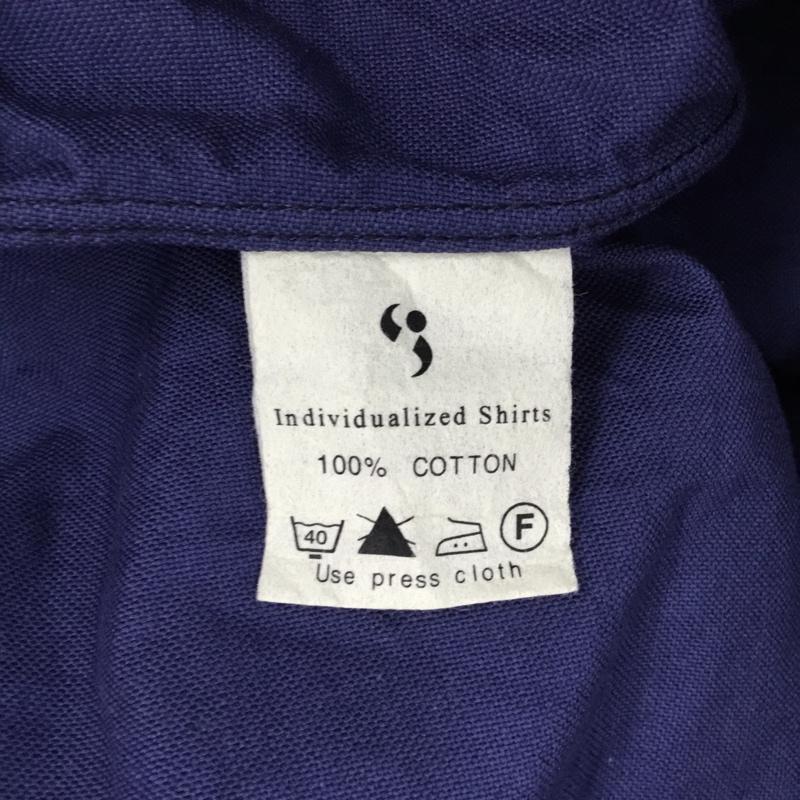 Individualized Shirts
100% COTTON
40 F
Use press cloth